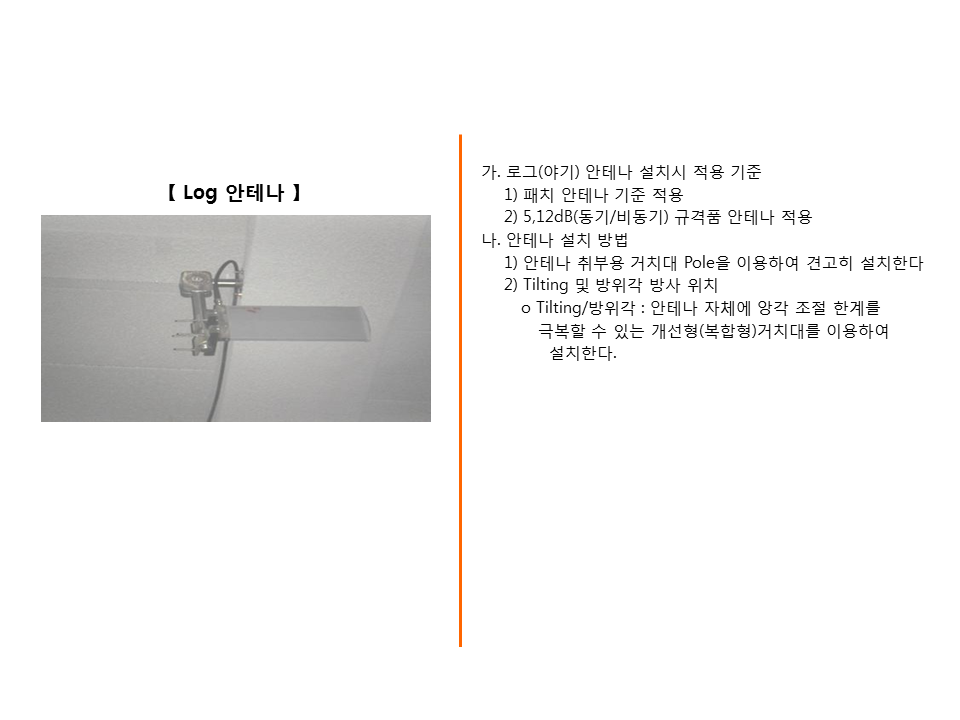 【 Log 안테나 】
가. 로그(야기) 안테나 설치시 적용 기준
1) 패치 안테나 기준 적용
2) 5,12dB(동기/비동기) 규격품 안테나 적용
나. 안테나 설치 방법
1) 안테나 취부용 거치대 Pole을 이용하여 견고히 설치한다
2) Tilting 및 방위각 방사 위치
o Tilting/방위각 : 안테나 자체에 앙각 조절 한계를
극복할 수 있는 개선형(복합형)거치대를 이용하여
설치한다.